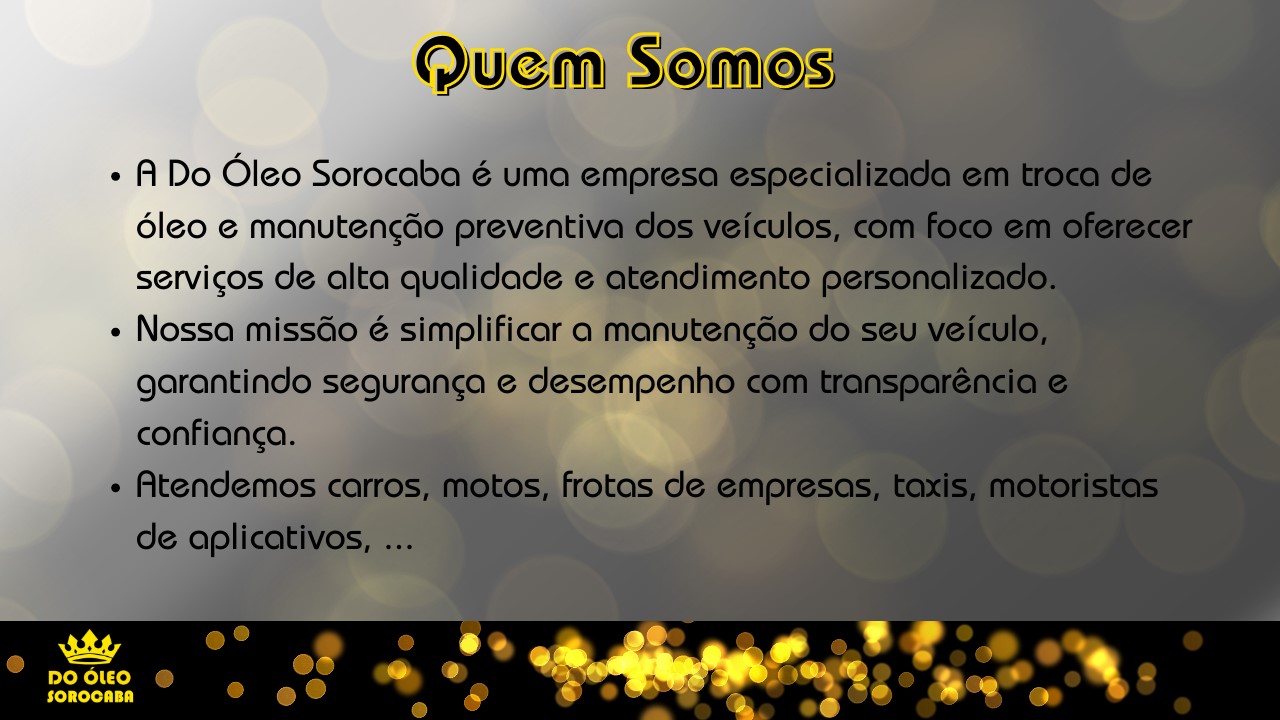 Quem Somos
• A Do Óleo Sorocaba é uma empresa especializada em troca de
óleo e manutenção preventiva dos veículos, com foco em oferecer
serviços de alta qualidade e atendimento personalizado.
• Nossa missão é simplificar a manutenção do seu veículo,
garantindo segurança e desempenho com transparência e
confiança.
• Atendemos carros, motos, frotas de empresas, taxis, motoristas
de aplicativos, ...
DO ÓLEO
SOROCABA